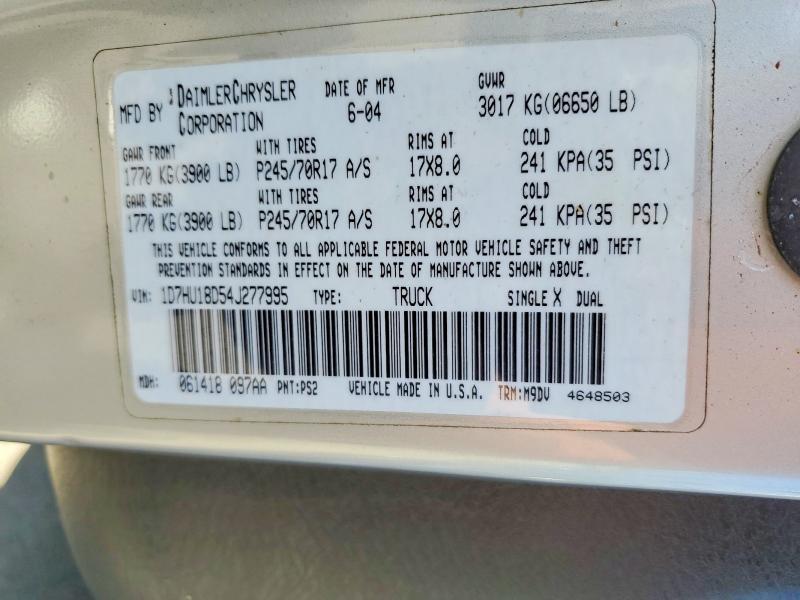 MFD BY DAIMLERCHRYSLER CORPORATION DATE OF MFR 6-04 GVWR 3017 KG(06650 LB)
GAWR FRONT WITH TIRES RIMS AT COLD
1770 KG(3900 LB) P245/70R17 A/S 17X8.0 241 KPA(35 PSI)
GAWR REAR WITH TIRES RIMS AT COLD
1770 KG(3900 LB) P245/70R17 A/S 17X8.0 241 KPA(35 PSI)
THIS VEHICLE CONFORMS TO ALL APPLICABLE FEDERAL MOTOR VEHICLE SAFETY AND THEFT
PREVENTION STANDARDS IN EFFECT ON THE DATE OF MANUFACTURE SHOWN ABOVE.
VIN: 1D7HU18D54J277995 TYPE: TRUCK SINGLE X DUAL
MDH: 061418 097AA PNT:PS2 VEHICLE MADE IN U.S.A. TRM:M9DV 4648503